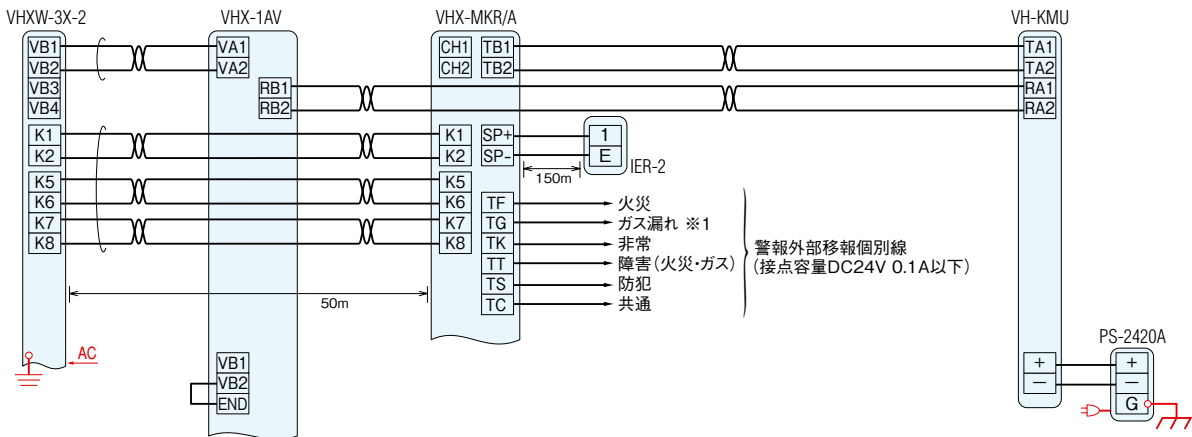 VHXW-3X-2
VHX-1AV
VHX-MKR/A
VH-KMU
VB1
VB2
VB3
VB4
K1
K2
K5
K6
K7
K8
AC
VA1
VA2
RB1
RB2
VB1
VB2
END
50m
CH1
CH2
K1
K2
K5
K6
K7
K8
TB1
TB2
SP+
SP-
TF
TG
TK
TT
TS
TC
1
E
IER-2
150m
火災
ガス漏れ ※1
非常
障害(火災・ガス)
防犯
共通
警報外部移報個別線
(接点容量DC24V 0.1A以下)
TA1
TA2
RA1
RA2
+
−
PS-2420A
+
−
G